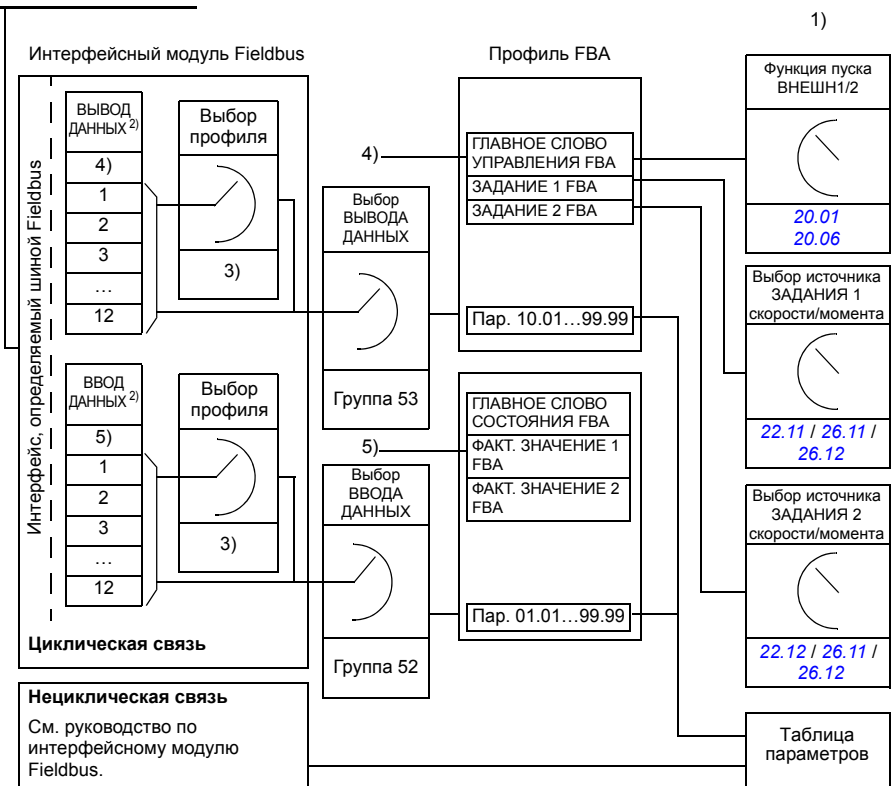 1)
Интерфейсный модуль Fieldbus
Профиль FBA
Интерфейс, определяемый шиной Fieldbus
ВЫВОД
ДАННЫХ 2)
4)
1
2
3
…
12
Выбор
профиля
3)
ВВОД
ДАННЫХ 2)
5)
1
2
3
…
12
Выбор
профиля
3)
Циклическая связь
4)
Выбор
ВЫВОДА
ДАННЫХ
Группа 53
5)
Выбор
ВВОДА
ДАННЫХ
Группа 52
ГЛАВНОЕ СЛОВО
УПРАВЛЕНИЯ FBA
ЗАДАНИЕ 1 FBA
ЗАДАНИЕ 2 FBA
Пар. 10.01…99.99
ГЛАВНОЕ СЛОВО
СОСТОЯНИЯ FBA
ФАКТ. ЗНАЧЕНИЕ 1
FBA
ФАКТ. ЗНАЧЕНИЕ 2
FBA
Пар. 01.01…99.99
Функция пуска
ВНЕШН1/2
20.01
20.06
Выбор источника
ЗАДАНИЯ 1
скорости/момента
22.11 / 26.11 /
26.12
Выбор источника
ЗАДАНИЯ 2
скорости/момента
22.12 / 26.11 /
26.12
Нециклическая связь
См. руководство по
интерфейсному модулю
Fieldbus.
Таблица
параметров